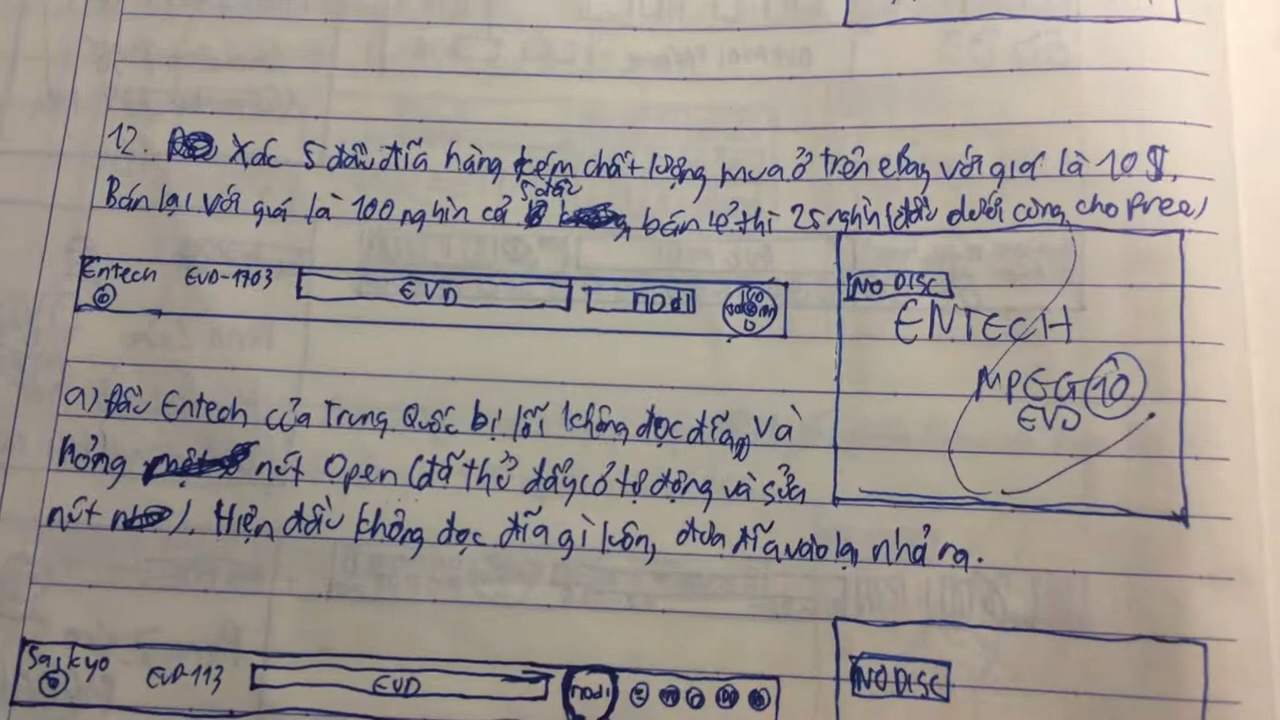 12. Xác 5 đầu đĩa hàng kém chất lượng mua ở trên eBay với giá là 10$.
5 đầu
Bán lại với giá là 100 nghìn cả , bán lẻ thì 25 nghìn (đầu dưới cùng cho free)
Entech EVD-1703 EVD nodi
NO DISC
ENTECH
MPEG 10
EVD
a) Đầu Entech của Trung Quốc bị lỗi không đọc đĩa và
hỏng nút Open (đã thử đẩy cơ tự động và sửa
nút ). Hiện đầu không đọc đĩa gì luôn, đưa đĩa vào lại nhả ra.
Saikyo EVD-113 EVD nodi
NO DISC